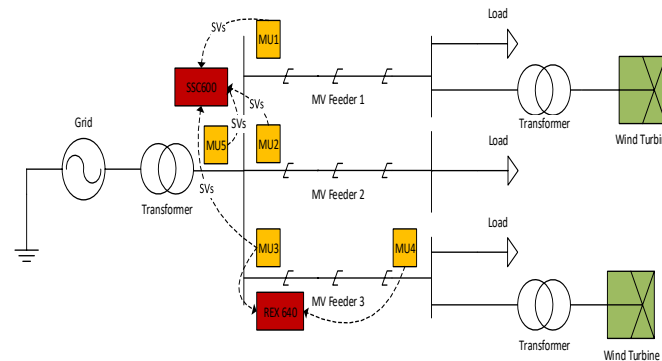 Load
SVs
MU1
SSC600
MV Feeder 1
SVs
Transformer
Wind Turbin
Grid
SVs
MU5
MU2
Load
SVs
Transformer
MV Feeder 2
Load
MU3
MU4
MV Feeder 3
REX 640
Transformer
Wind Turbine